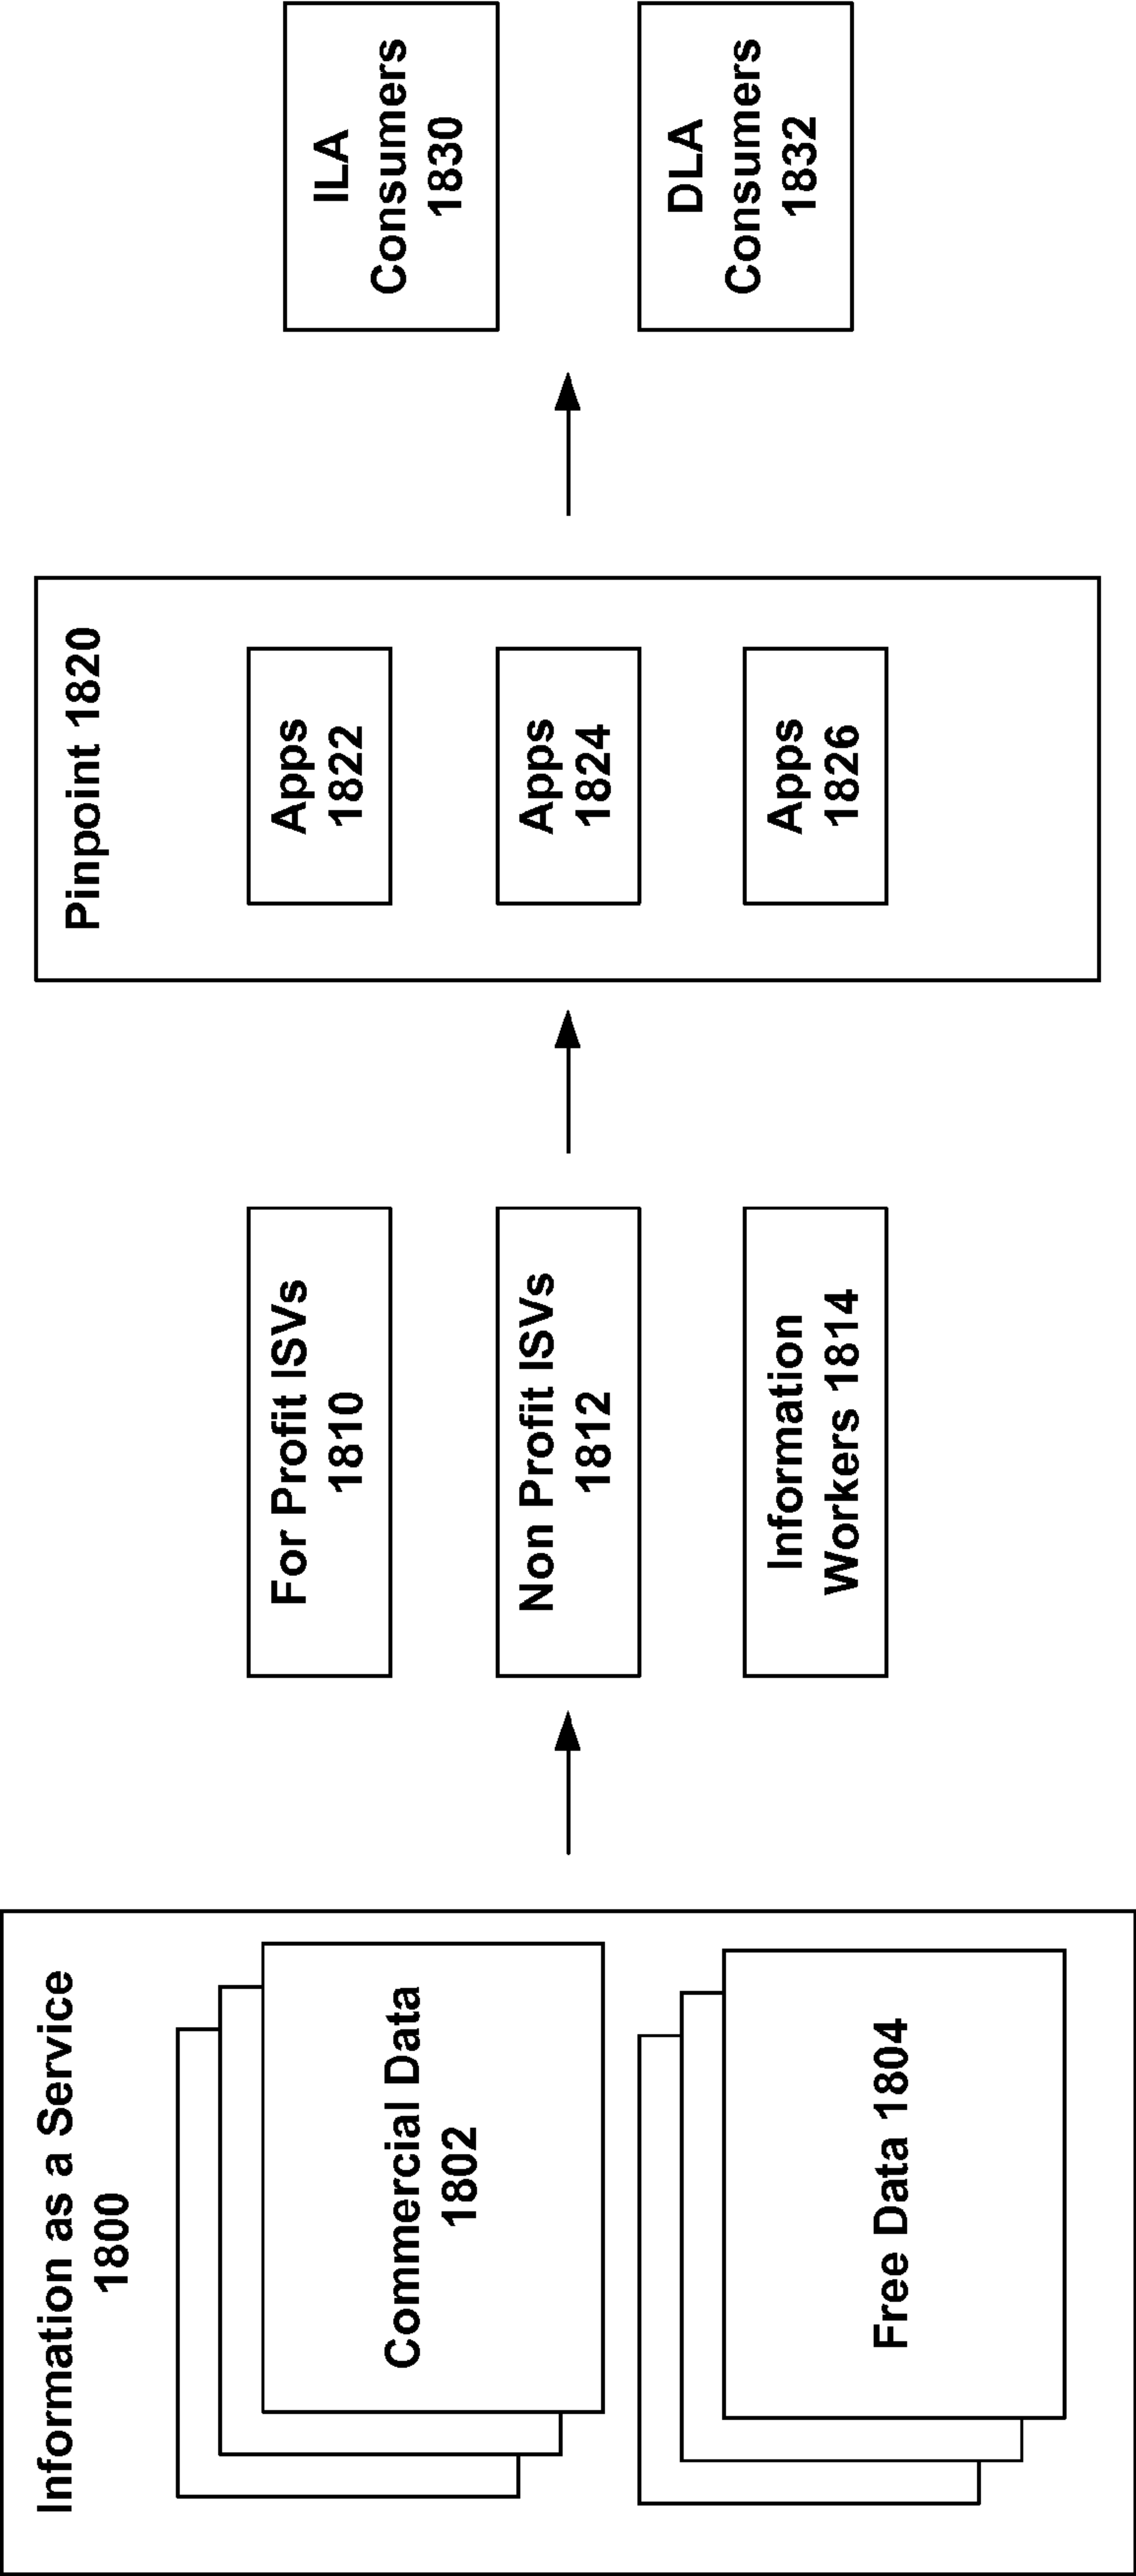 Information as a Service
1800
Commercial Data
1802
Free Data 1804
For Profit ISVs
1810
Non Profit ISVs
1812
Information
Workers 1814
Pinpoint 1820
Apps
1822
Apps
1824
Apps
1826
ILA
Consumers
1830
DLA
Consumers
1832